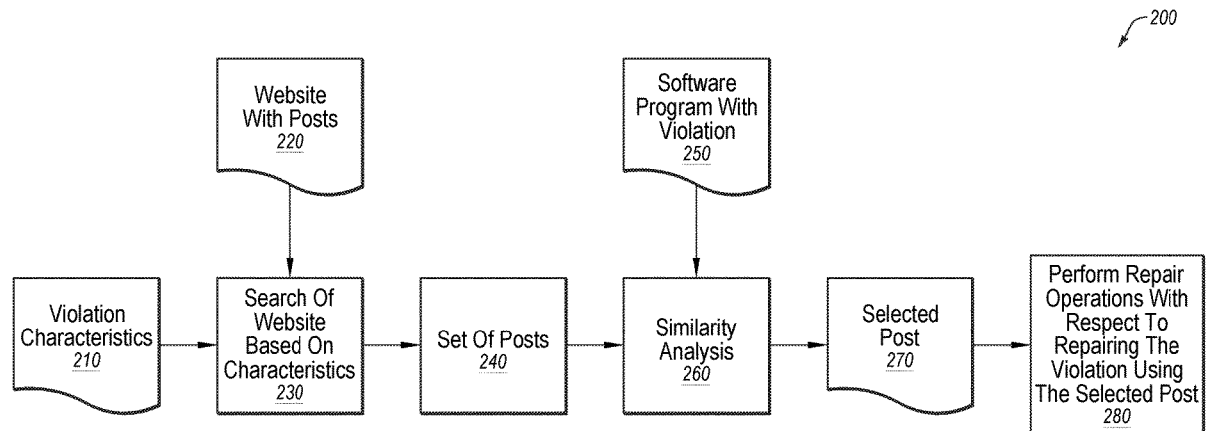 200
Website
With Posts
220
Software
Program With
Violation
250
Violation
Characteristics
210
Search Of
Website
Based On
Characteristics
230
Set Of Posts
240
Similarity
Analysis
260
Selected
Post
270
Perform Repair
Operations With
Respect To
Repairing The
Violation Using
The Selected Post
280